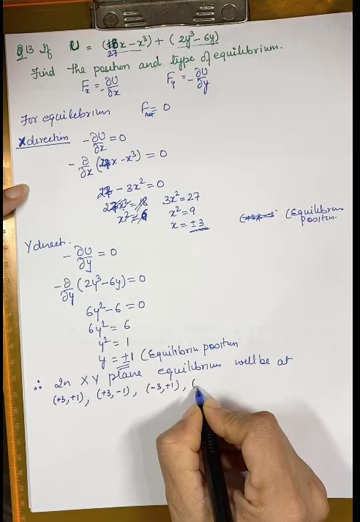 Q13 If U = (27x - x³) + (2y³ - 6y)
Find the position and type of equilibrium.
Fₓ = -∂U/∂x Fᵧ = -∂U/∂y
For equilibrium Fnet = 0
X direction -∂U/∂x = 0
-∂/∂x (27x - x³) = 0
27 - 3x² = 0
3x² = 27
x² = 9
x = ±3 (Equilibrium position
Y direct. -∂U/∂y = 0
-∂/∂y (2y³ - 6y) = 0
6y² - 6 = 0
6y² = 6
y² = 1
y = ±1 (Equilibrium position
∴ In XY plane equilibrium will be at
(+3, +1), (+3, -1), (-3, +1), (